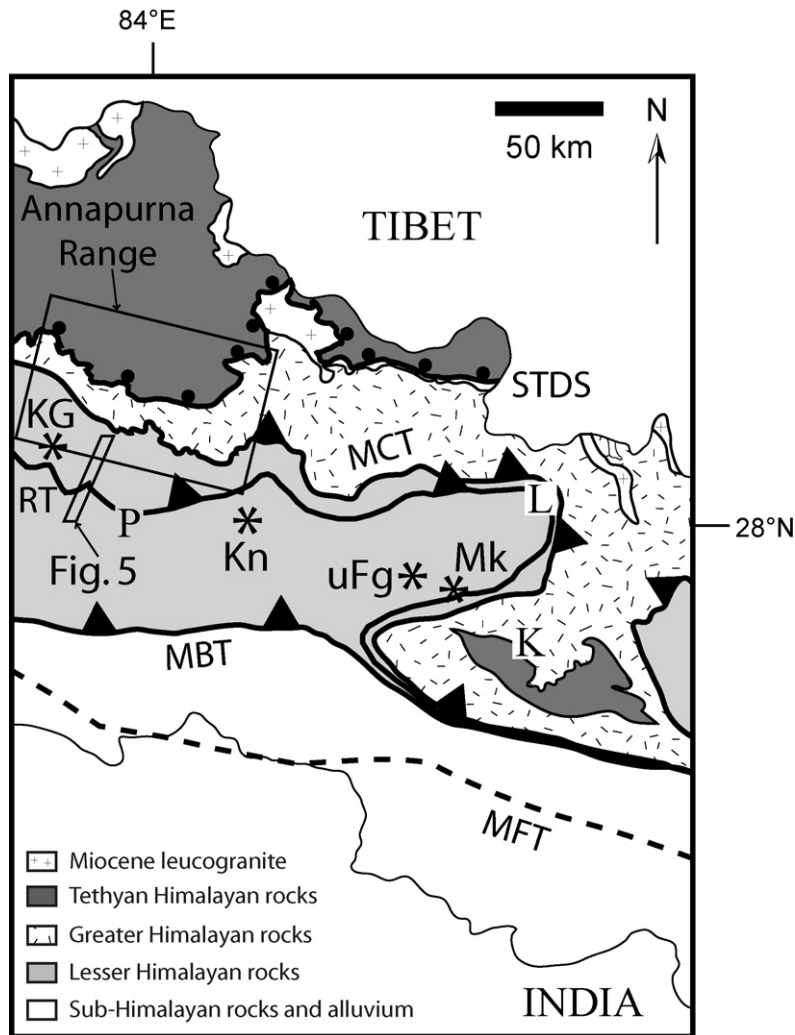 84°E
50 km
N
Annapurna
Range
TIBET
STDS
KG
MCT
RT
P
L
28°N
Fig. 5
Kn
uFg
Mk
K
MBT
MFT
Miocene leucogranite
Tethyan Himalayan rocks
Greater Himalayan rocks
Lesser Himalayan rocks
Sub-Himalayan rocks and alluvium
INDIA